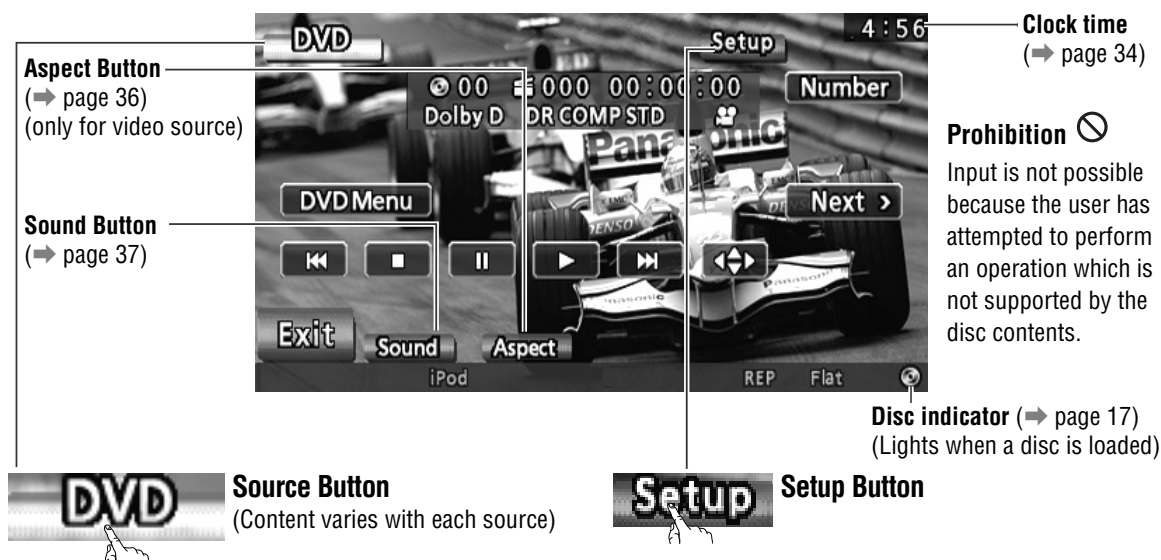 DVD
Setup
4:56
Clock time
(➡ page 34)
Aspect Button
(➡ page 36)
(only for video source)
00 000 00:00:00
Number
Dolby D DR COMP STD
Panasonic
Prohibition
Input is not possible
because the user has
attempted to perform
an operation which is
not supported by the
disc contents.
DVD Menu
Next >
DENSO
Sound Button
(➡ page 37)
Panasonic
Panasonic
Exit
Sound
Aspect
iPod
REP
Flat
Disc indicator (➡ page 17)
(Lights when a disc is loaded)
DVD
Source Button
(Content varies with each source)
Setup
Setup Button